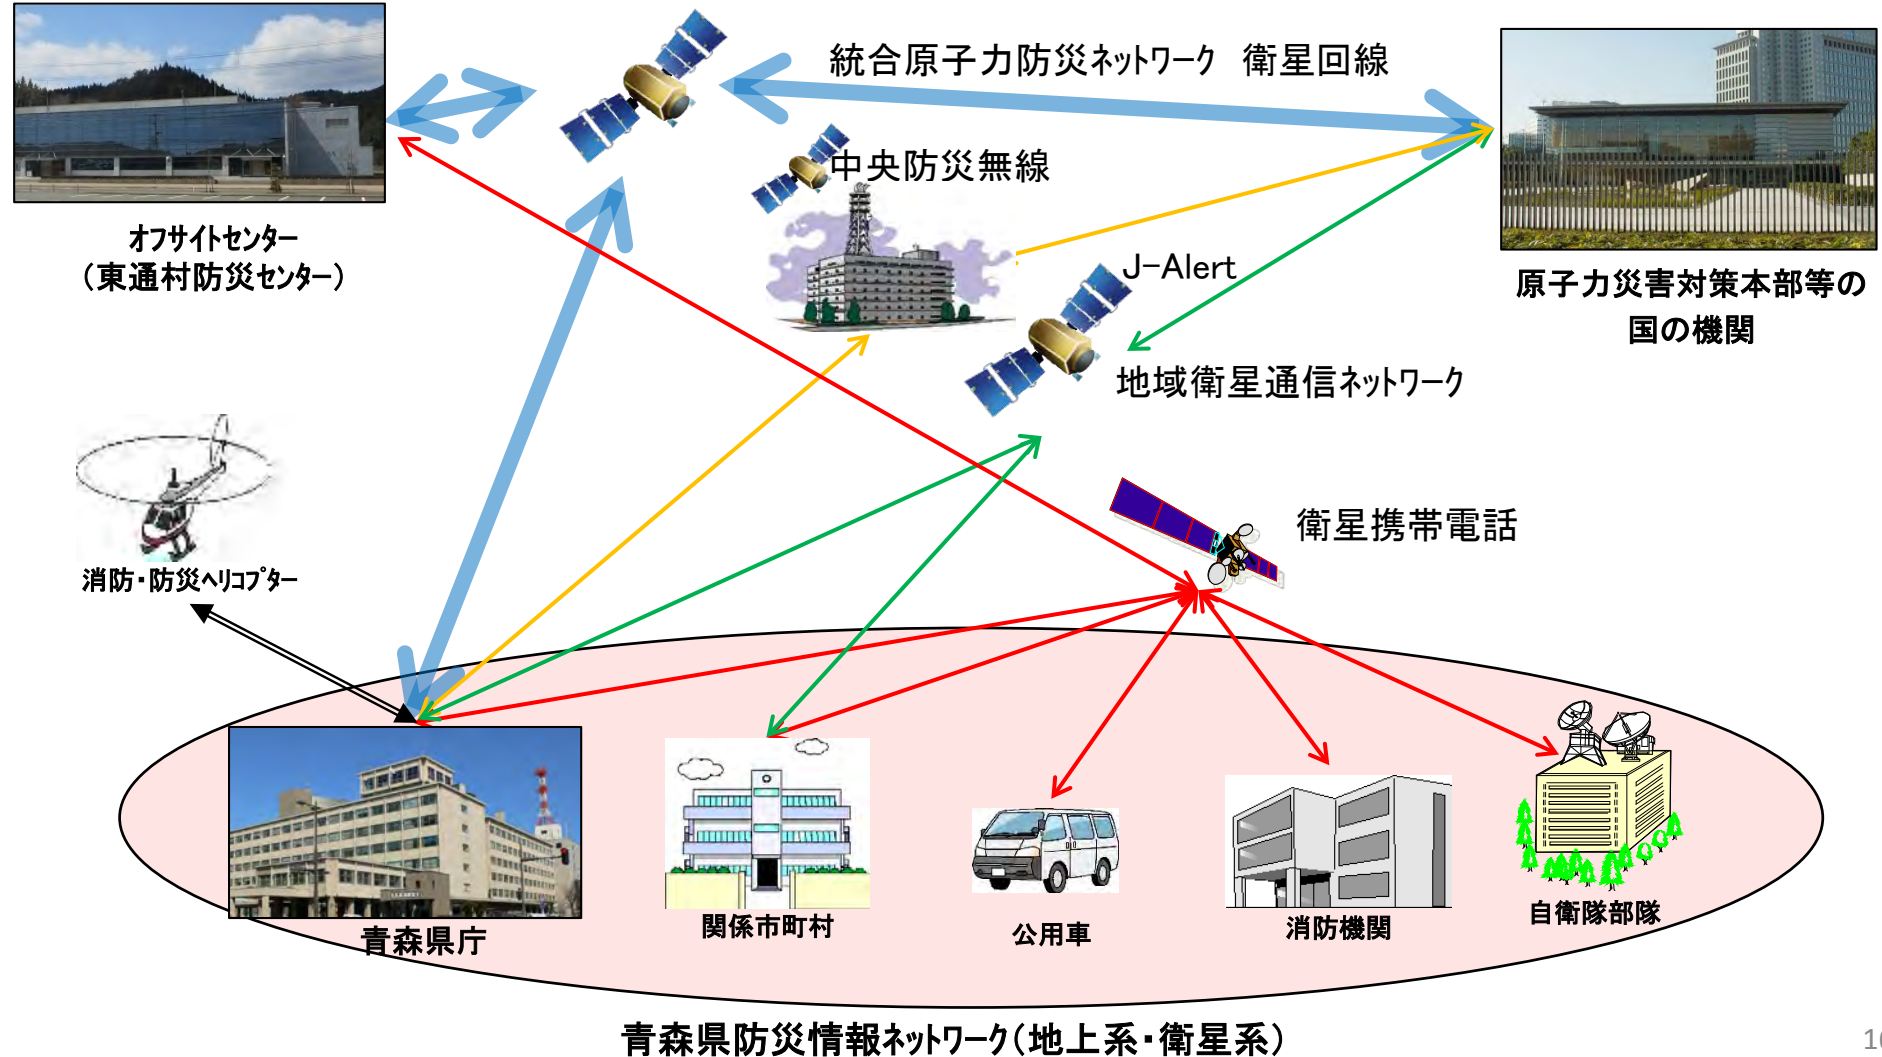 統合原子力防災ネットワーク　衛星回線
中央防災無線
オフサイトセンター
（東通村防災センター）
J-Alert
原子力災害対策本部等の
国の機関
地域衛星通信ネットワーク
衛星携帯電話
消防・防災ヘリコプター
青森県庁
関係市町村
公用車
消防機関
自衛隊部隊
青森県防災情報ネットワーク（地上系・衛星系）